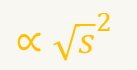 ∝ √s²